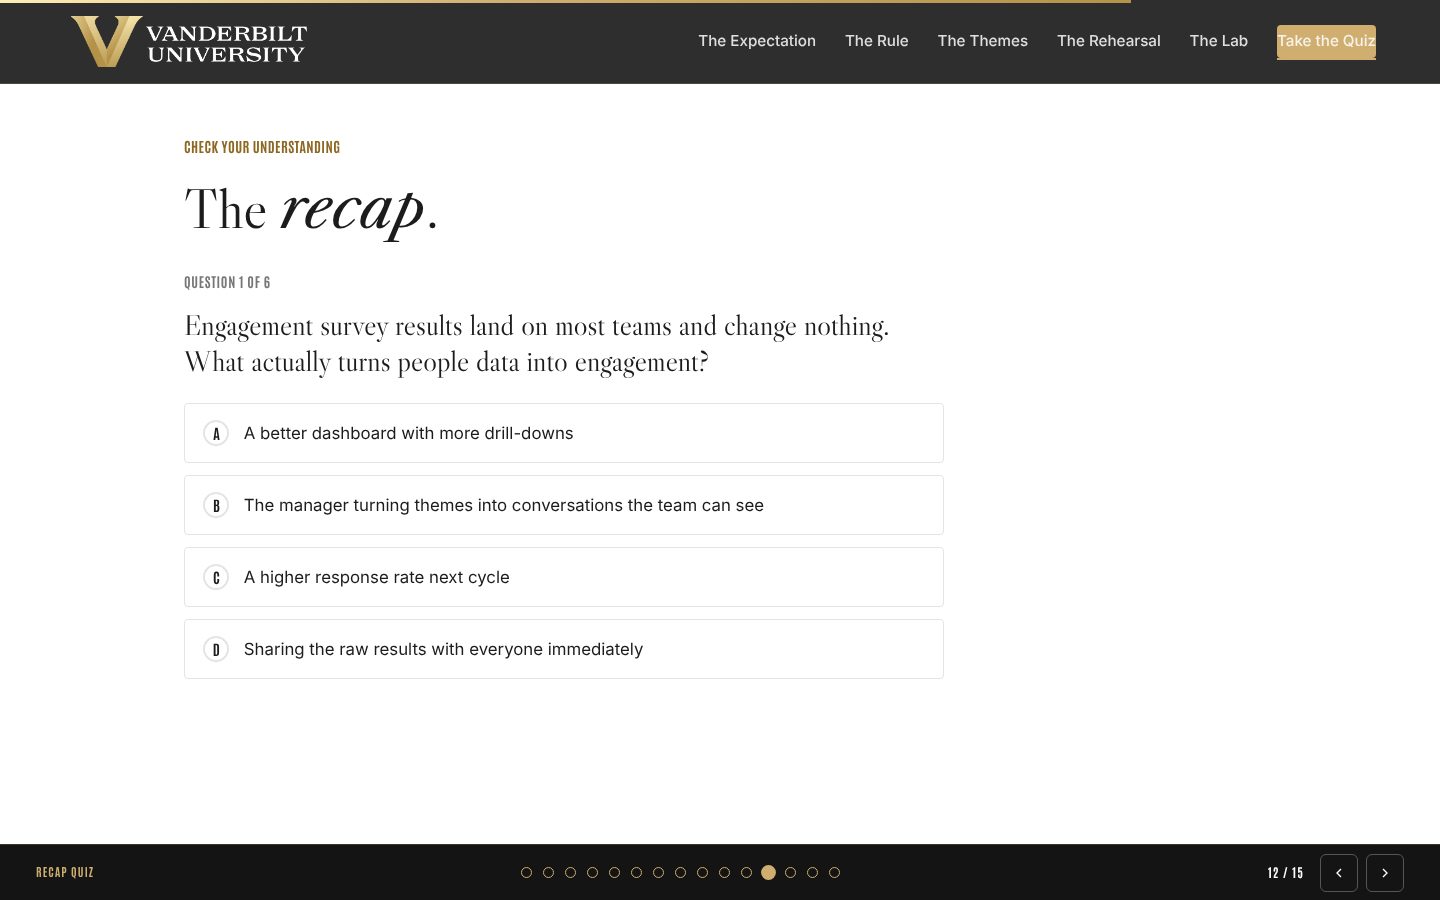 VANDERBILT
UNIVERSITY
The Expectation
The Rule
The Themes
The Rehearsal
The Lab
Take the Quiz
CHECK YOUR UNDERSTANDING
The recap.
QUESTION 1 OF 6
Engagement survey results land on most teams and change nothing.
What actually turns people data into engagement?
A A better dashboard with more drill-downs
B The manager turning themes into conversations the team can see
C A higher response rate next cycle
D Sharing the raw results with everyone immediately
RECAP QUIZ
12 / 15